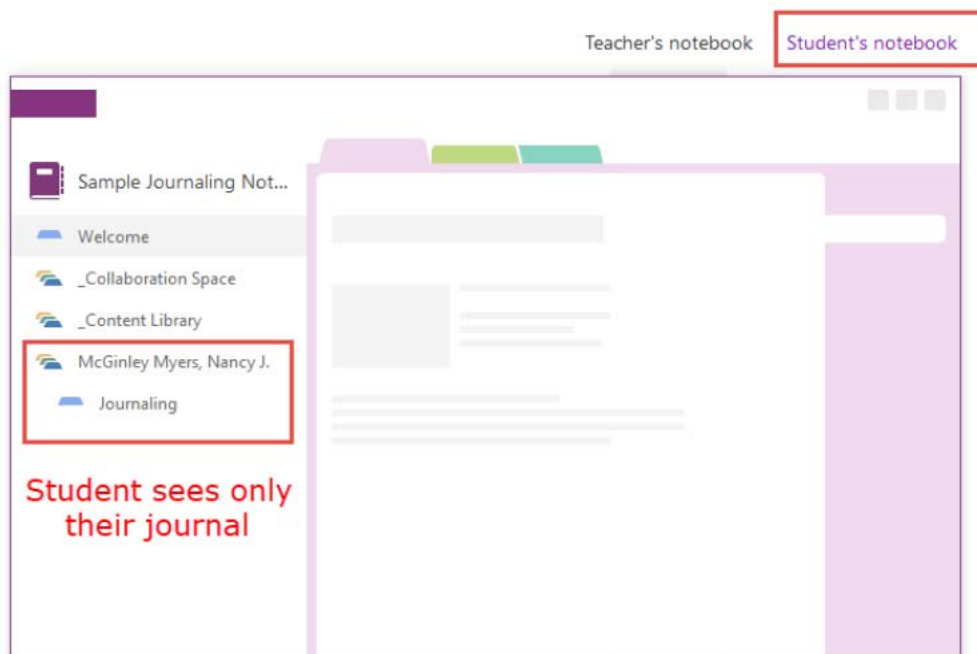 Teacher's notebook Student's notebook
Sample Journaling Not...
Welcome
_Collaboration Space
_Content Library
McGinley Myers, Nancy J.
Journaling
Student sees only
their journal